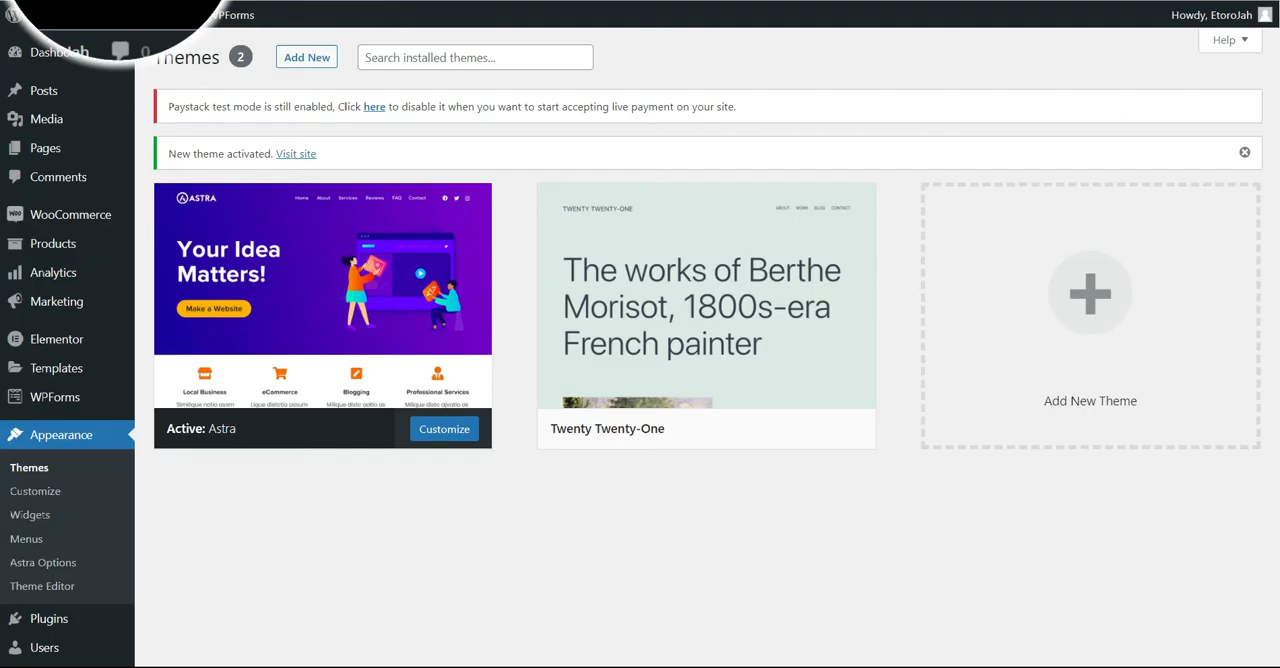 WPForms
Howdy, EtoroJah
Dashboard
0
Themes 2
Add New
Search installed themes...
Help
Paystack test mode is still enabled, Click here to disable it when you want to start accepting live payment on your site.
New theme activated. Visit site
Posts
Media
Pages
Comments
WooCommerce
Products
Analytics
Marketing
Elementor
Templates
WPForms
Appearance
Themes
Customize
Widgets
Menus
Astra Options
Theme Editor
Plugins
Users
ASTRA
Home About Services Reviews FAQ Contact
Your Idea
Matters!
Make a Website
Local Business eCommerce Blogging Professional Services
Active: Astra
Customize
TWENTY TWENTY-ONE
ABOUT WORK BLOG CONTACT
The works of Berthe
Morisot, 1800s-era
French painter
Twenty Twenty-One
Add New Theme